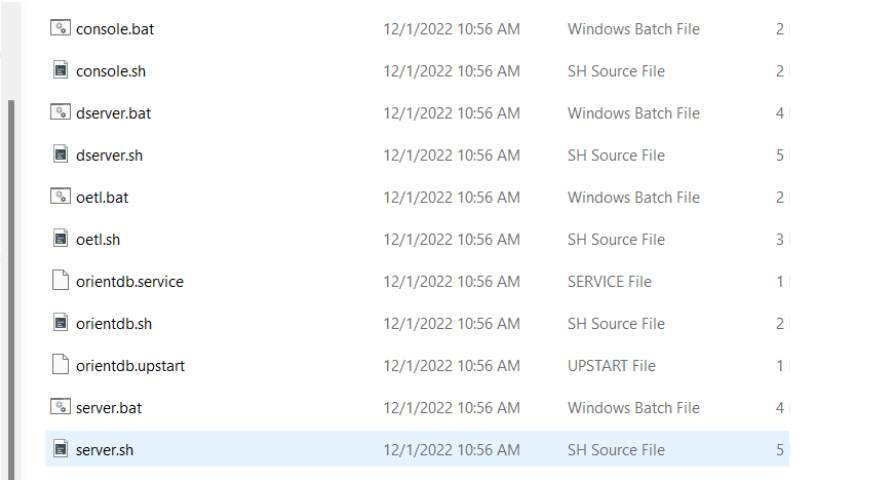 console.bat 12/1/2022 10:56 AM Windows Batch File 2
console.sh 12/1/2022 10:56 AM SH Source File 2
dserver.bat 12/1/2022 10:56 AM Windows Batch File 4
dserver.sh 12/1/2022 10:56 AM SH Source File 5
oetl.bat 12/1/2022 10:56 AM Windows Batch File 2
oetl.sh 12/1/2022 10:56 AM SH Source File 3
orientdb.service 12/1/2022 10:56 AM SERVICE File 1
orientdb.sh 12/1/2022 10:56 AM SH Source File 2
orientdb.upstart 12/1/2022 10:56 AM UPSTART File 1
server.bat 12/1/2022 10:56 AM Windows Batch File 4
server.sh 12/1/2022 10:56 AM SH Source File 5